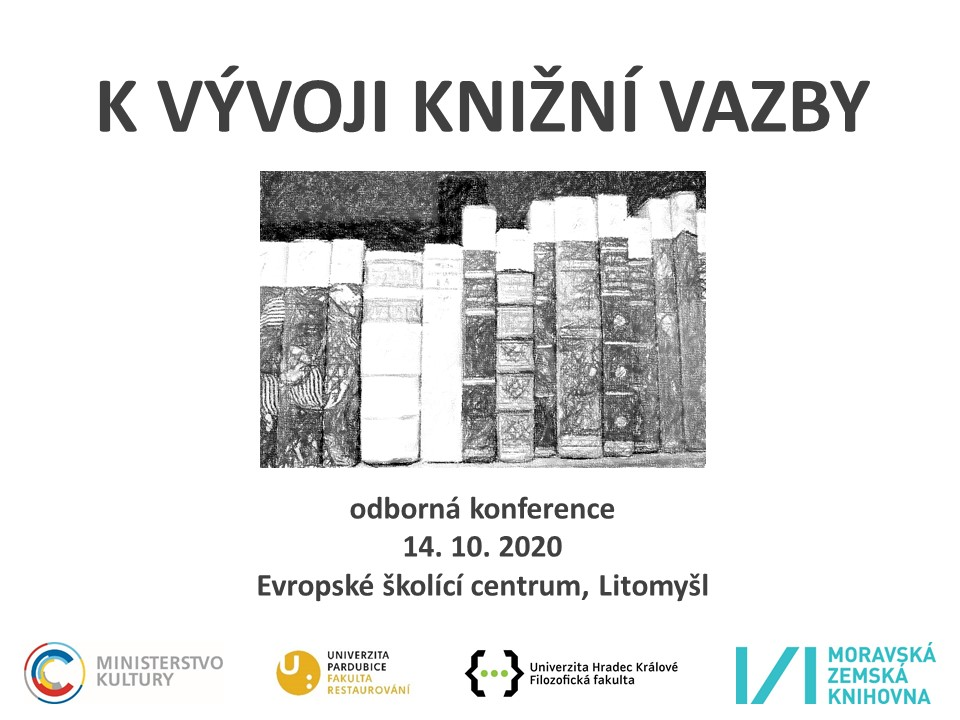 K VÝVOJI KNIŽNÍ VAZBY
odborná konference
14. 10. 2020
Evropské školící centrum, Litomyšl
MINISTERSTVO
KULTURY
UNIVERZITA
PARDUBICE
FAKULTA
RESTAUROVÁNÍ
Univerzita Hradec Králové
Filozofická fakulta
MORAVSKÁ
ZEMSKÁ
KNIHOVNA